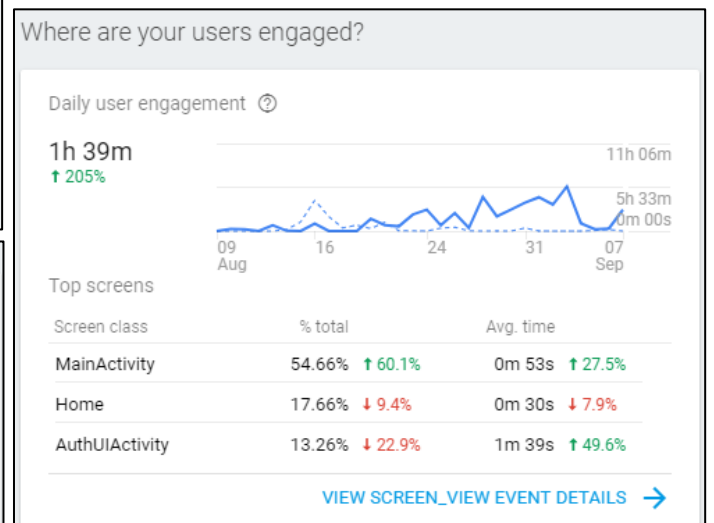 Where are your users engaged?
Daily user engagement ?
1h 39m
↑ 205%
11h 06m
5h 33m
0m 00s
09 16 24 31 07
Aug Sep
Top screens
Screen class % total Avg. time
MainActivity 54.66% ↑ 60.1% 0m 53s ↑ 27.5%
Home 17.66% ↓ 9.4% 0m 30s ↓ 7.9%
AuthUIActivity 13.26% ↓ 22.9% 1m 39s ↑ 49.6%
VIEW SCREEN_VIEW EVENT DETAILS →